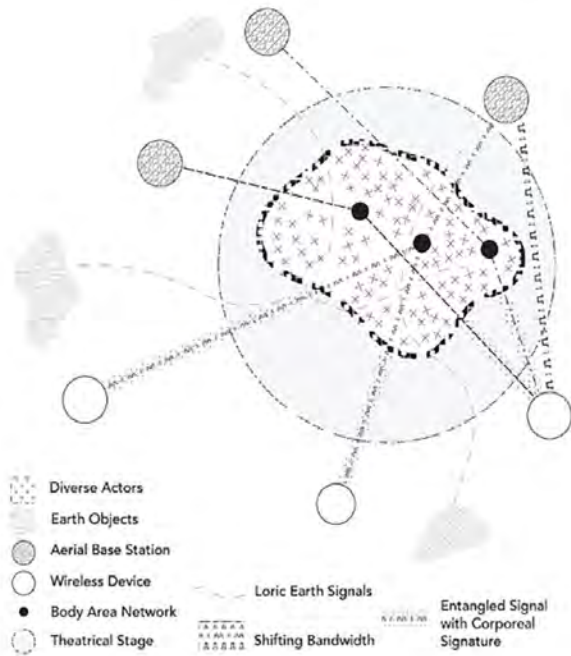 Diverse Actors
Earth Objects
Aerial Base Station
Wireless Device
Body Area Network
Theatrical Stage
Loric Earth Signals
Shifting Bandwidth
Entangled Signal
with Corporeal
Signature